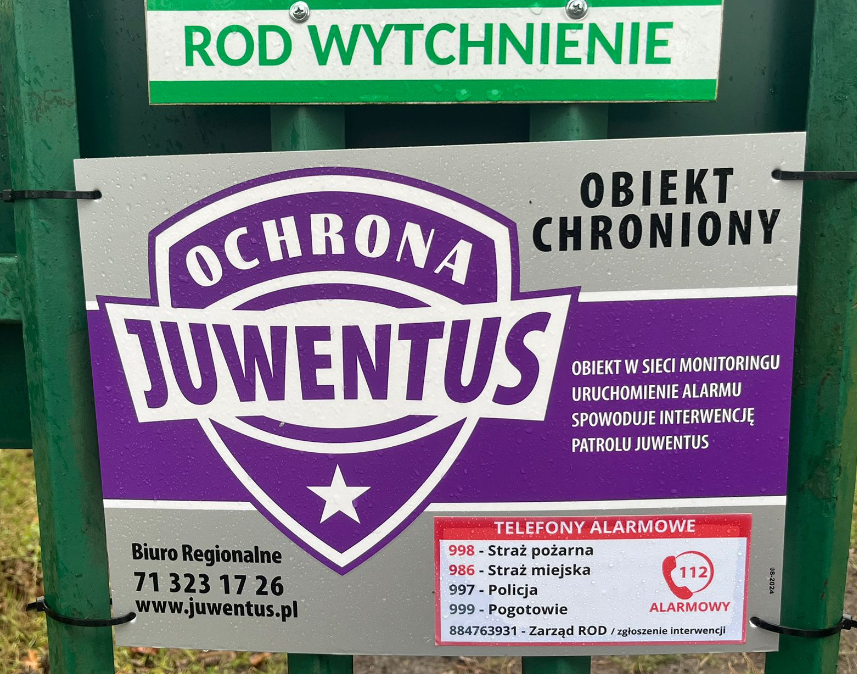 ROD WYTCHNIENIE
OBIEKT
CHRONIONY
OCHRONA
JUWENTUS
OBIEKT W SIECI MONITORINGU
URUCHOMIENIE ALARMU
SPOWODUJE INTERWENCJĘ
PATROLU JUWENTUS
Biuro Regionalne
71 323 17 26
www.juwentus.pl
TELEFONY ALARMOWE
998 - Straż pożarna
986 - Straż miejska
997 - Policja
999 - Pogotowie
112
ALARMOWY
884763931 - Zarząd ROD / zgłoszenie interwencji
08-2024